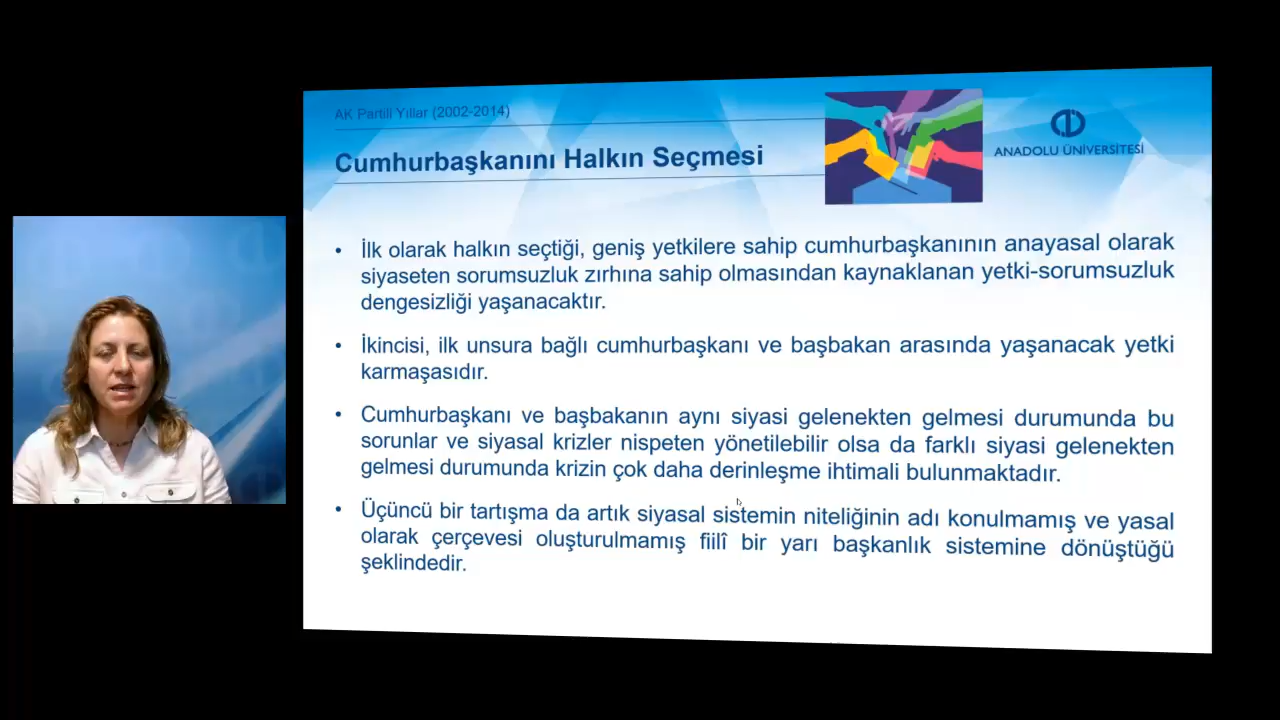 AK Partili Yıllar (2002-2014)
Cumhurbaşkanını Halkın Seçmesi
ANADOLU ÜNİVERSİTESİ
• İlk olarak halkın seçtiği, geniş yetkilere sahip cumhurbaşkanının anayasal olarak
siyaseten sorumsuzluk zırhına sahip olmasından kaynaklanan yetki-sorumsuzluk
dengesizliği yaşanacaktır.
• İkincisi, ilk unsura bağlı cumhurbaşkanı ve başbakan arasında yaşanacak yetki
karmaşasıdır.
• Cumhurbaşkanı ve başbakanın aynı siyasi gelenekten gelmesi durumunda bu
sorunlar ve siyasal krizler nispeten yönetilebilir olsa da farklı siyasi gelenekten
gelmesi durumunda krizin çok daha derinleşme ihtimali bulunmaktadır.
• Üçüncü bir tartışma da artık siyasal sistemin niteliğinin adı konulmamış ve yasal
olarak çerçevesi oluşturulmamış fiilî bir yarı başkanlık sistemine dönüştüğü
şeklindedir.